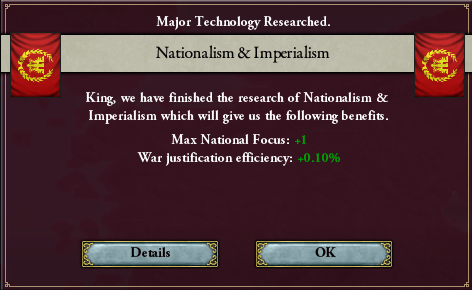 Major Technology Researched.
Nationalism & Imperialism
King, we have finished the research of Nationalism &
Imperialism which will give us the following benefits.
Max National Focus: +1
War justification efficiency: +0.10%
Details
OK